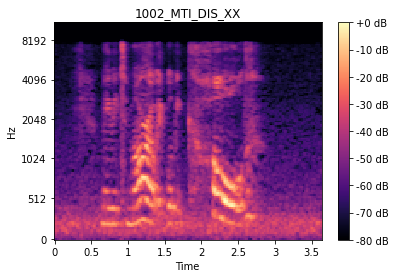 1002_MTI_DIS_XX
8192
4096
2048
1024
512
0
Hz
0 0.5 1 1.5 2 2.5 3 3.5
Time
+0 dB
-10 dB
-20 dB
-30 dB
-40 dB
-50 dB
-60 dB
-70 dB
-80 dB